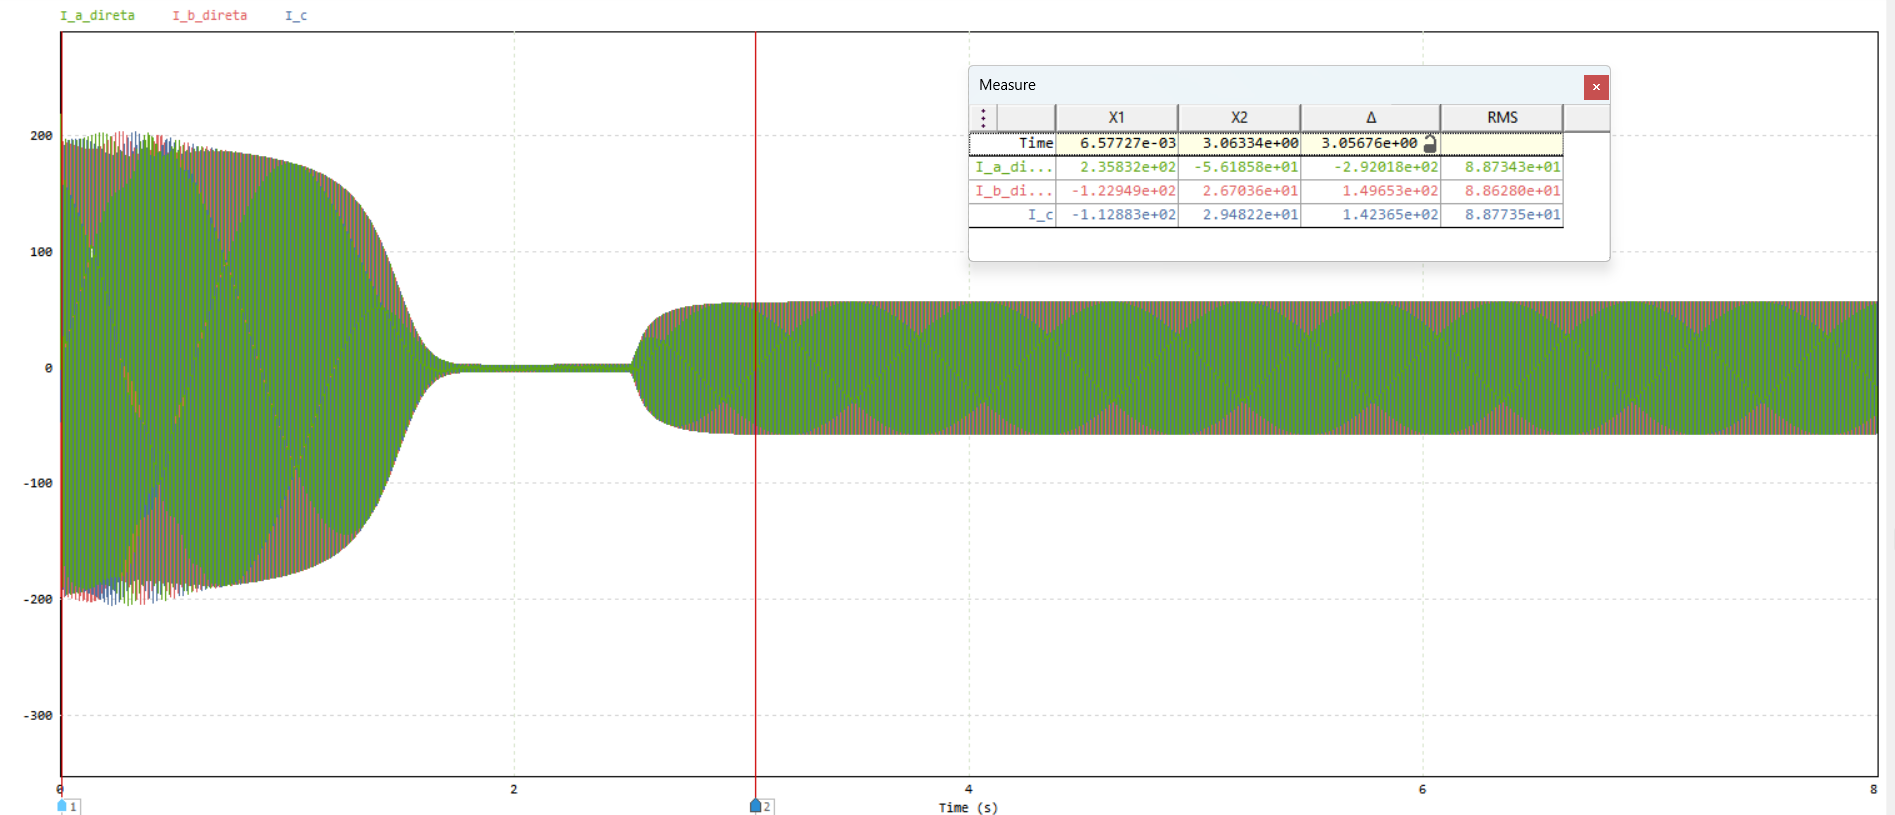 I_a_direta I_b_direta I_c
200
100
0
-100
-200
-300
0 2 4 6 8
Time (s)
1 2
Measure
X1 X2 Δ RMS
Time 6.57727e-03 3.06334e+00 3.05676e+00
I_a_di... 2.35832e+02 -5.61858e+01 -2.92018e+02 8.87343e+01
I_b_di... -1.22949e+02 2.67036e+01 1.49653e+02 8.86280e+01
I_c -1.12883e+02 2.94822e+01 1.42365e+02 8.87735e+01